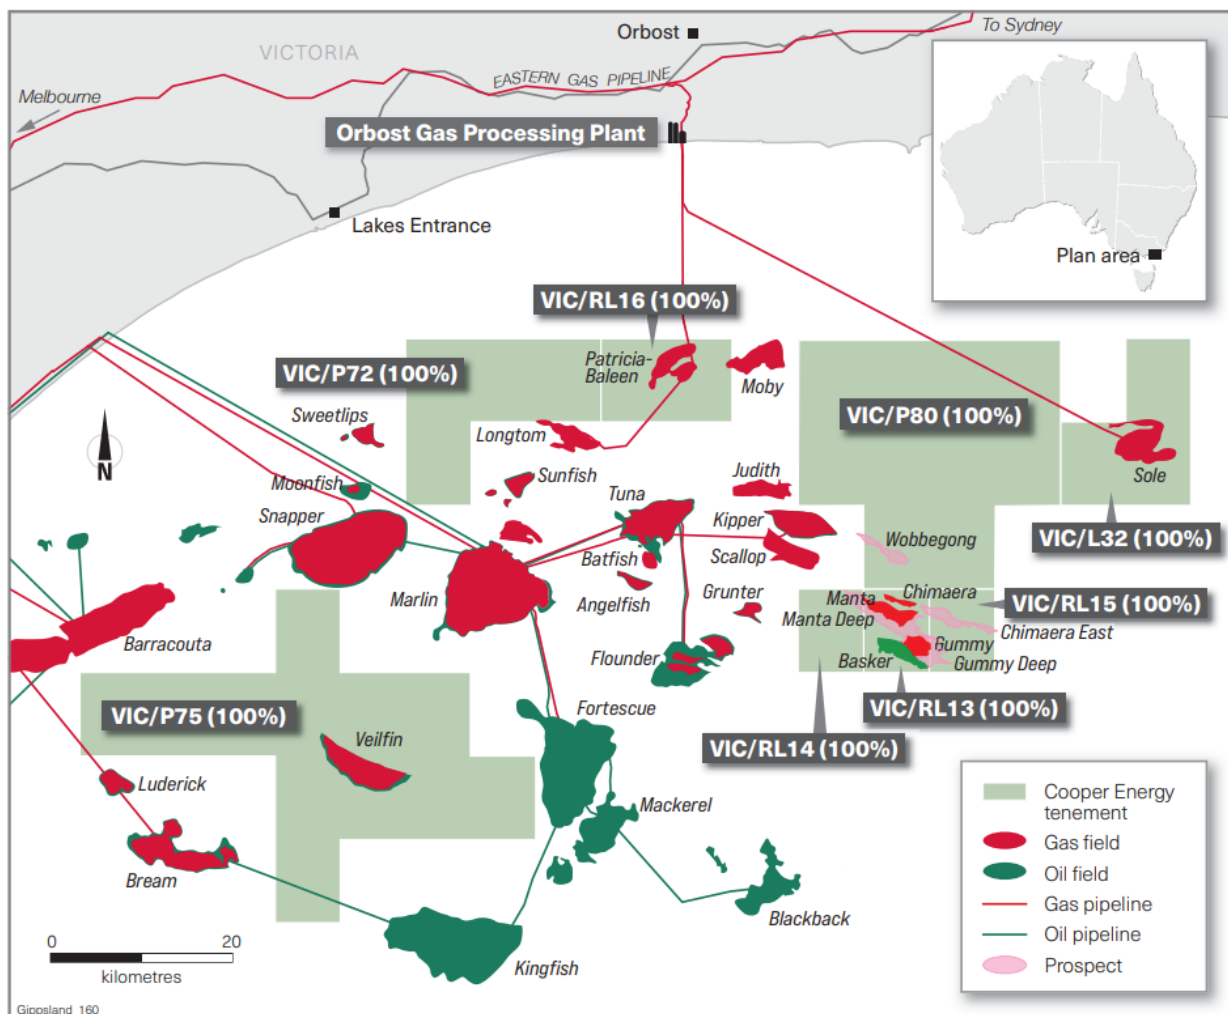 To Sydney
Orbost
VICTORIA
EASTERN GAS PIPELINE
Melbourne
Orbost Gas Processing Plant
Lakes Entrance
Plan area
VIC/RL16 (100%)
Patricia-
Baleen
Moby
VIC/P72 (100%)
Sweetlips
Longtom
VIC/P80 (100%)
Sole
N
Moonfish
Sunfish
Judith
Snapper
Tuna
Kipper
Scallop
VIC/L32 (100%)
Wobbegong
Batfish
Marlin
Angelfish
Grunter
Manta
Chimaera
VIC/RL15 (100%)
Manta Deep
Chimaera East
Barracouta
Flounder
Basker
Gummy
Gummy Deep
VIC/RL13 (100%)
VIC/RL14 (100%)
VIC/P75 (100%)
Fortescue
Veilfin
Luderick
Mackerel
Bream
Blackback
Kingfish
0 20
kilometres
Cooper Energy
tenement
Gas field
Oil field
Gas pipeline
Oil pipeline
Prospect
Gippsland 160